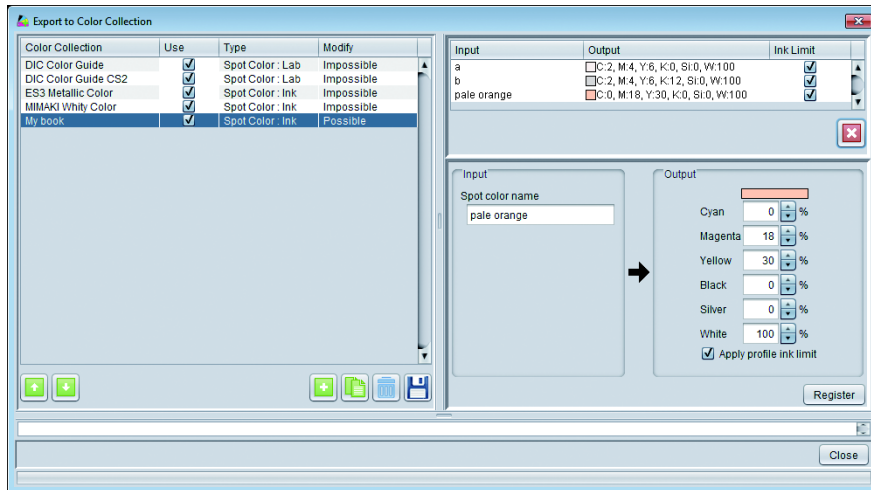 Export to Color Collection
Color Collection Use Type Modify
DIC Color Guide Spot Color : Lab Impossible
DIC Color Guide CS2 Spot Color : Lab Impossible
ES3 Metallic Color Spot Color : Ink Impossible
MIMAKI Whity Color Spot Color : Ink Impossible
My book Spot Color : Ink Possible
Input Output Ink Limit
a C:2, M:4, Y:6, K:0, Si:0, W:100
b C:2, M:4, Y:6, K:12, Si:0, W:100
pale orange C:0, M:18, Y:30, K:0, Si:0, W:100
Input
Spot color name
pale orange
Output
Cyan 0 %
Magenta 18 %
Yellow 30 %
Black 0 %
Silver 0 %
White 100 %
Apply profile ink limit
Register
Close